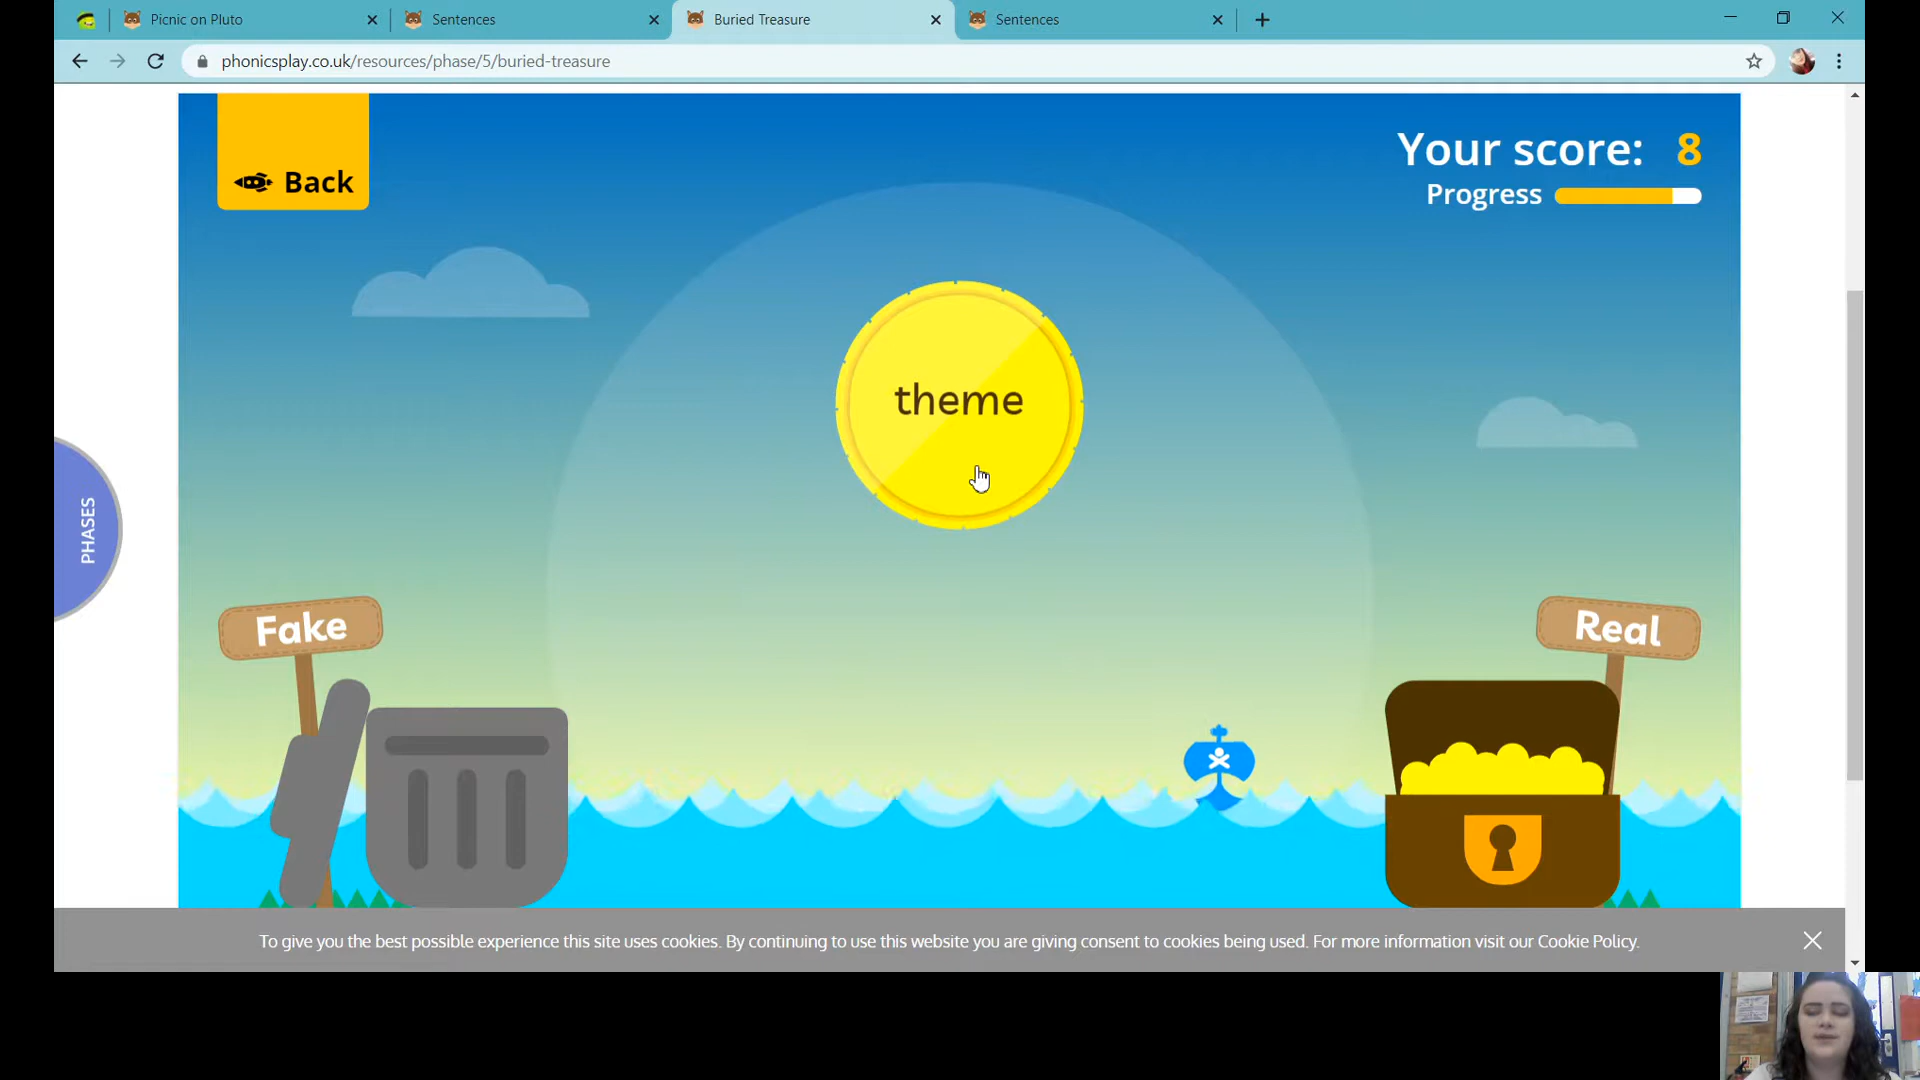 Picnic on Pluto
Sentences
Buried Treasure
Sentences
phonicsplay.co.uk/resources/phase/5/buried-treasure
Back
Your score: 8
Progress
theme
PHASES
Fake
Real
To give you the best possible experience this site uses cookies. By continuing to use this website you are giving consent to cookies being used. For more information visit our Cookie Policy.